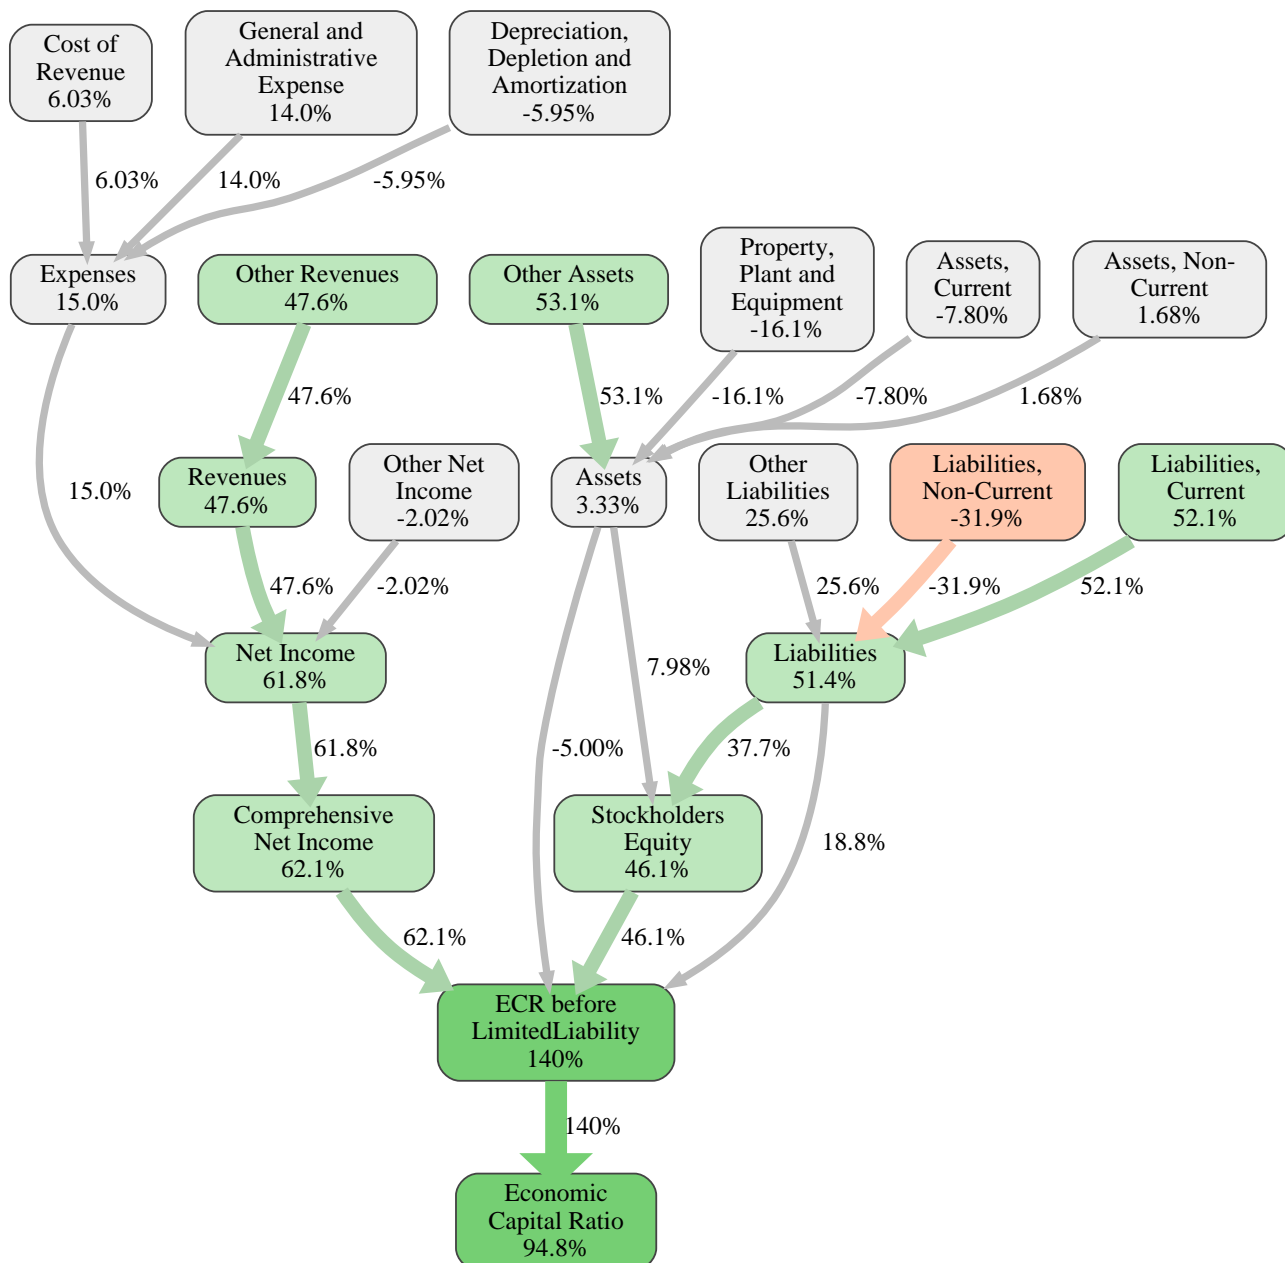 Cost of
Revenue
6.03%
General and
Administrative
Expense
14.0%
Depreciation,
Depletion and
Amortization
-5.95%
6.03%
14.0%
-5.95%
Expenses
15.0%
Other Revenues
47.6%
Other Assets
53.1%
Property,
Plant and
Equipment
-16.1%
Assets,
Current
-7.80%
Assets, Non-
Current
1.68%
47.6%
53.1%
-16.1%
-7.80%
1.68%
15.0%
Revenues
47.6%
Other Net
Income
-2.02%
Assets
3.33%
Other
Liabilities
25.6%
Liabilities,
Non-Current
-31.9%
Liabilities,
Current
52.1%
47.6%
-2.02%
25.6%
-31.9%
52.1%
Net Income
61.8%
7.98%
Liabilities
51.4%
61.8%
-5.00%
37.7%
Comprehensive
Net Income
62.1%
Stockholders
Equity
46.1%
18.8%
62.1%
46.1%
ECR before
LimitedLiability
140%
140%
Economic
Capital Ratio
94.8%